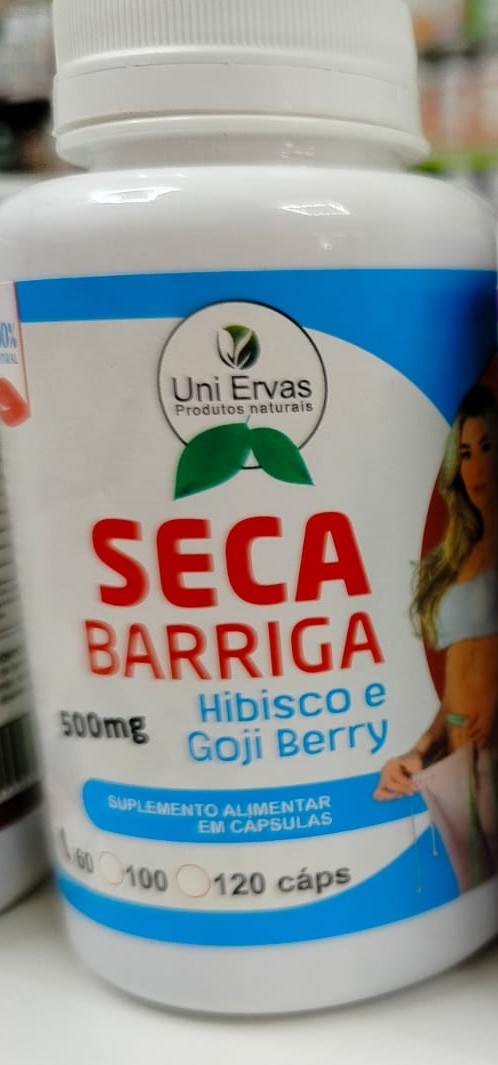 Uni Ervas
Produtos naturais
SECA
BARRIGA
Hibisco e
Goji Berry
500mg
SUPLEMENTO ALIMENTAR
EM CÁPSULAS
60 100 120 cáps